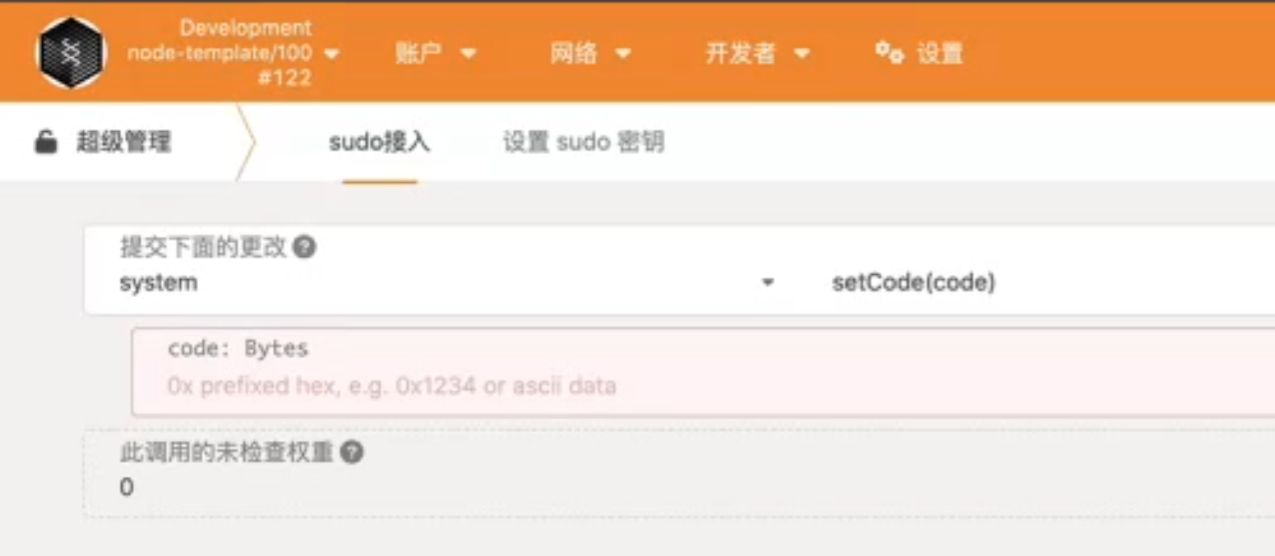 Development
node-template/100
#122
账户
网络
开发者
设置
超级管理
sudo接入
设置 sudo 密钥
提交下面的更改
system
setCode(code)
code: Bytes
0x prefixed hex, e.g. 0x1234 or ascii data
此调用的未检查权重
0